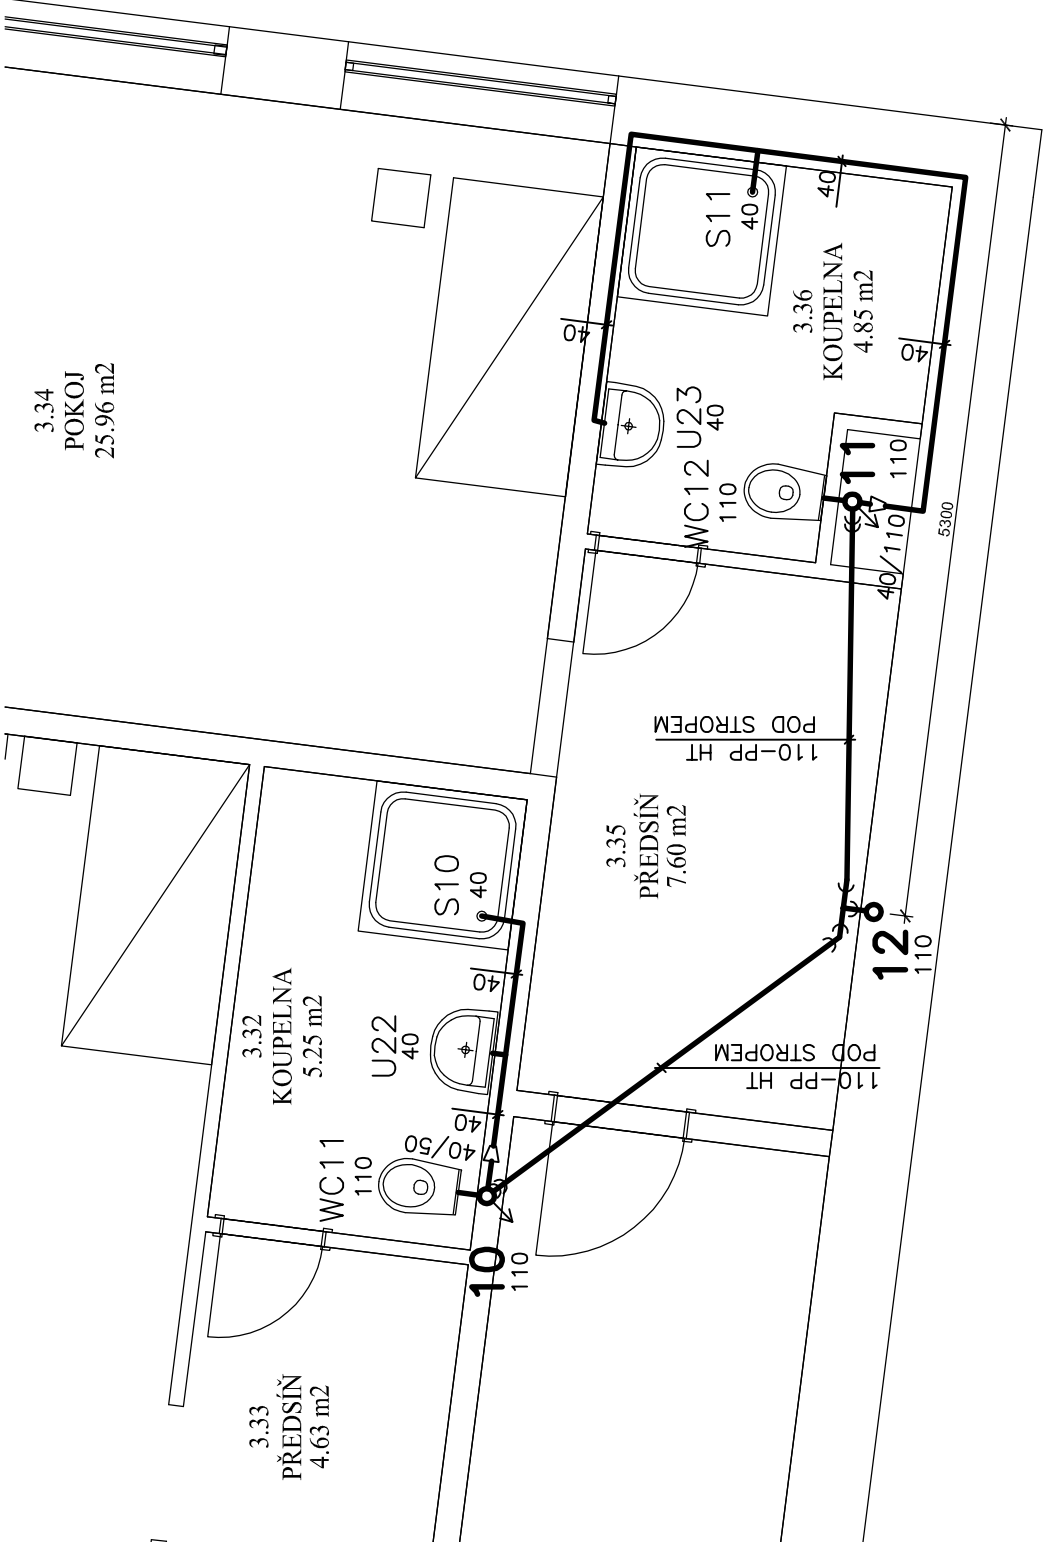 3.34
POKOJ
25.96 m2
S11
40
40
40
40
3.36
KOUPELNA
4.85 m2
U23
40
WC12
110
11
110
40/110
5300
110-PP HT
POD STROPEM
3.35
PŘEDSÍŇ
7.60 m2
12
110
110-PP HT
POD STROPEM
S10
40
40
3.32
KOUPELNA
5.25 m2
U22
40
40
40/50
WC11
110
10
110
3.33
PŘEDSÍŇ
4.63 m2